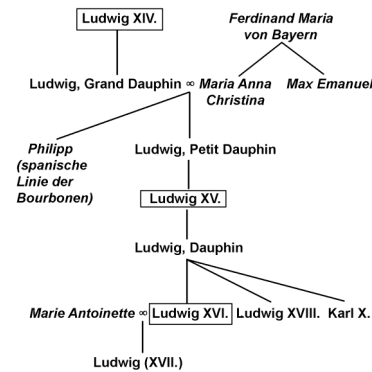 Ludwig XIV.
Ferdinand Maria
von Bayern
Ludwig, Grand Dauphin ∞ Maria Anna
Christina
Max Emanuel
Philipp
(spanische
Linie der
Bourbonen)
Ludwig, Petit Dauphin
Ludwig XV.
Ludwig, Dauphin
Marie Antoinette ∞ Ludwig XVI. Ludwig XVIII. Karl X.
Ludwig (XVII.)